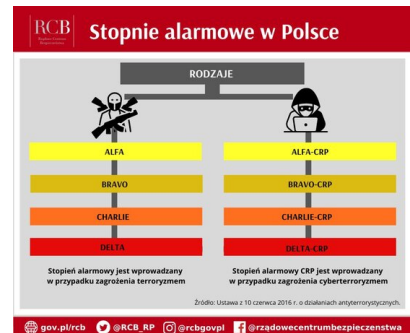 RCB
Rządowe Centrum
Bezpieczeństwa
Stopnie alarmowe w Polsce
RODZAJE
ALFA
BRAVO
CHARLIE
DELTA
Stopień alarmowy jest wprowadzany
w przypadku zagrożenia terroryzmem
ALFA-CRP
BRAVO-CRP
CHARLIE-CRP
DELTA-CRP
Stopień alarmowy CRP jest wprowadzany
w przypadku zagrożenia cyberterroryzmem
Źródło: Ustawa z 10 czerwca 2016 r. o działaniach antyterrorystycznych.
gov.pl/rcb @RCB_RP @rcbgovpl @rządowecentrumbezpieczenstwa